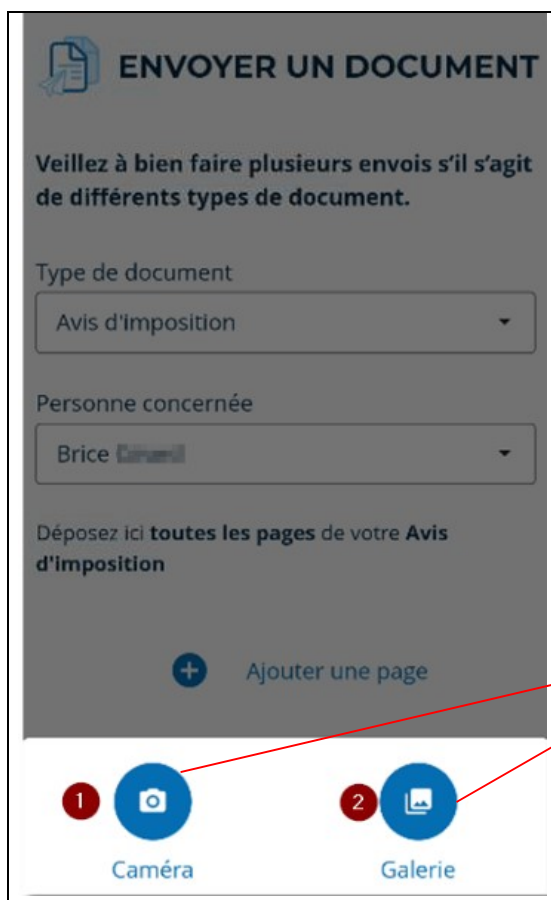 ENVOYER UN DOCUMENT
Veillez à bien faire plusieurs envois s'il s'agit
de différents types de document.
Type de document
Avis d'imposition
Personne concernée
Brice
Déposez ici toutes les pages de votre Avis
d'imposition
Ajouter une page
1
2
Caméra
Galerie